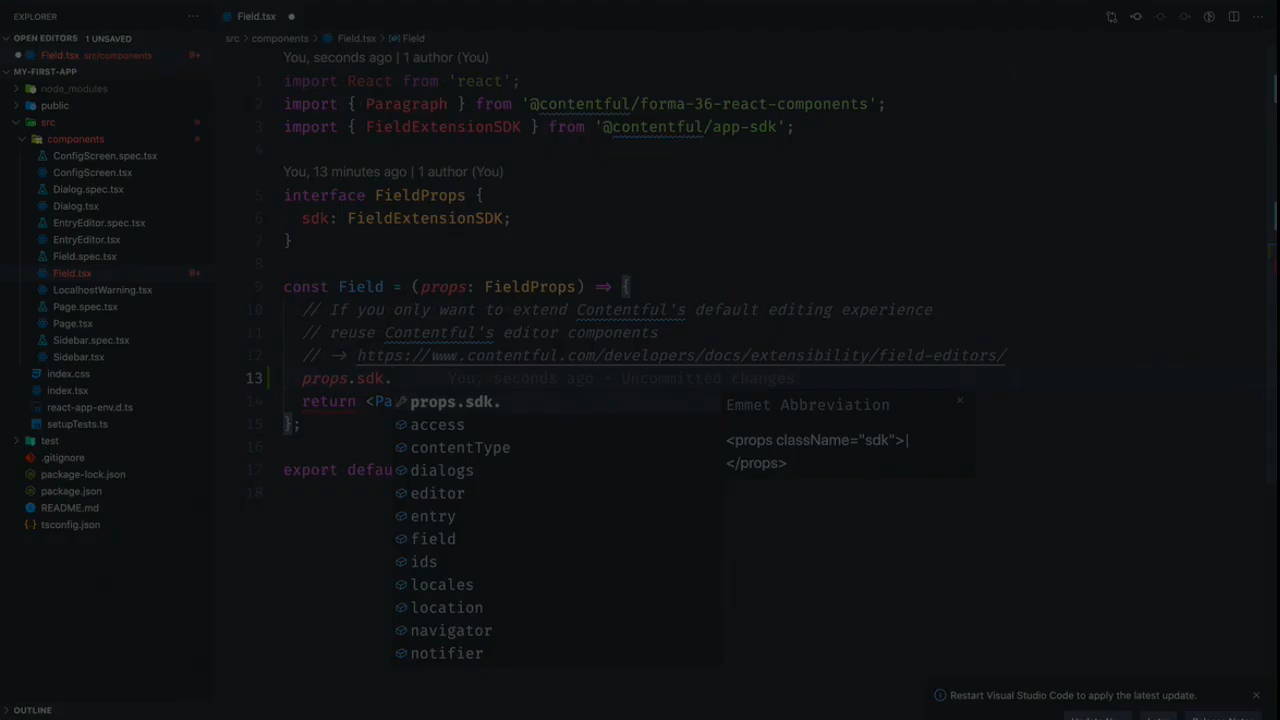 EXPLORER
OPEN EDITORS 1 UNSAVED
Field.tsx src/components 9+
MY-FIRST-APP
node_modules
public
src
components
ConfigScreen.spec.tsx
ConfigScreen.tsx
Dialog.spec.tsx
Dialog.tsx
EntryEditor.spec.tsx
EntryEditor.tsx
Field.spec.tsx
Field.tsx 9+
LocalhostWarning.tsx
Page.spec.tsx
Page.tsx
Sidebar.spec.tsx
Sidebar.tsx
index.css
index.tsx
react-app-env.d.ts
setupTests.ts
test
.gitignore
package-lock.json
package.json
README.md
tsconfig.json
OUTLINE
Field.tsx
src > components > Field.tsx > Field
You, seconds ago | 1 author (You)
1 import React from 'react';
2 import { Paragraph } from '@contentful/forma-36-react-components';
3 import { FieldExtensionSDK } from '@contentful/app-sdk';
4
You, 13 minutes ago | 1 author (You)
5 interface FieldProps {
6 sdk: FieldExtensionSDK;
7 }
8
9 const Field = (props: FieldProps) => {
10 // If you only want to extend Contentful's default editing experience
11 // reuse Contentful's editor components
12 // -> https://www.contentful.com/developers/docs/extensibility/field-editors/
13 props.sdk. You, seconds ago - Uncommitted changes
14 return <Pa
15 };
16
17 export defau
18
props.sdk.
access
contentType
dialogs
editor
entry
field
ids
locales
location
navigator
notifier
Emmet Abbreviation
<props className="sdk">|
</props>
Restart Visual Studio Code to apply the latest update.